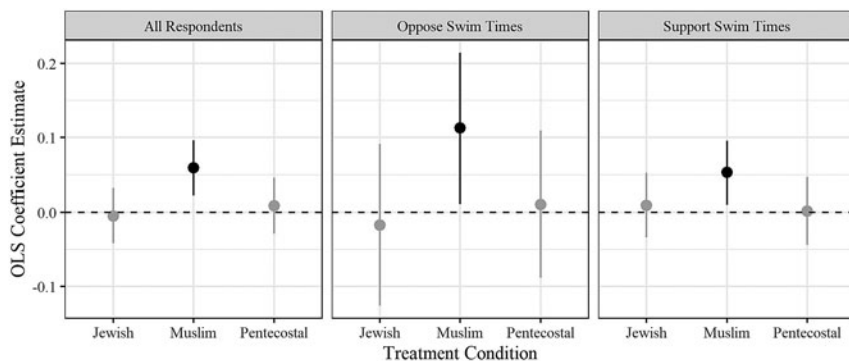 All Respondents Oppose Swim Times Support Swim Times
OLS Coefficient Estimate
0.2
0.1
0.0
-0.1
Jewish Muslim Pentecostal Jewish Muslim Pentecostal Jewish Muslim Pentecostal
Treatment Condition